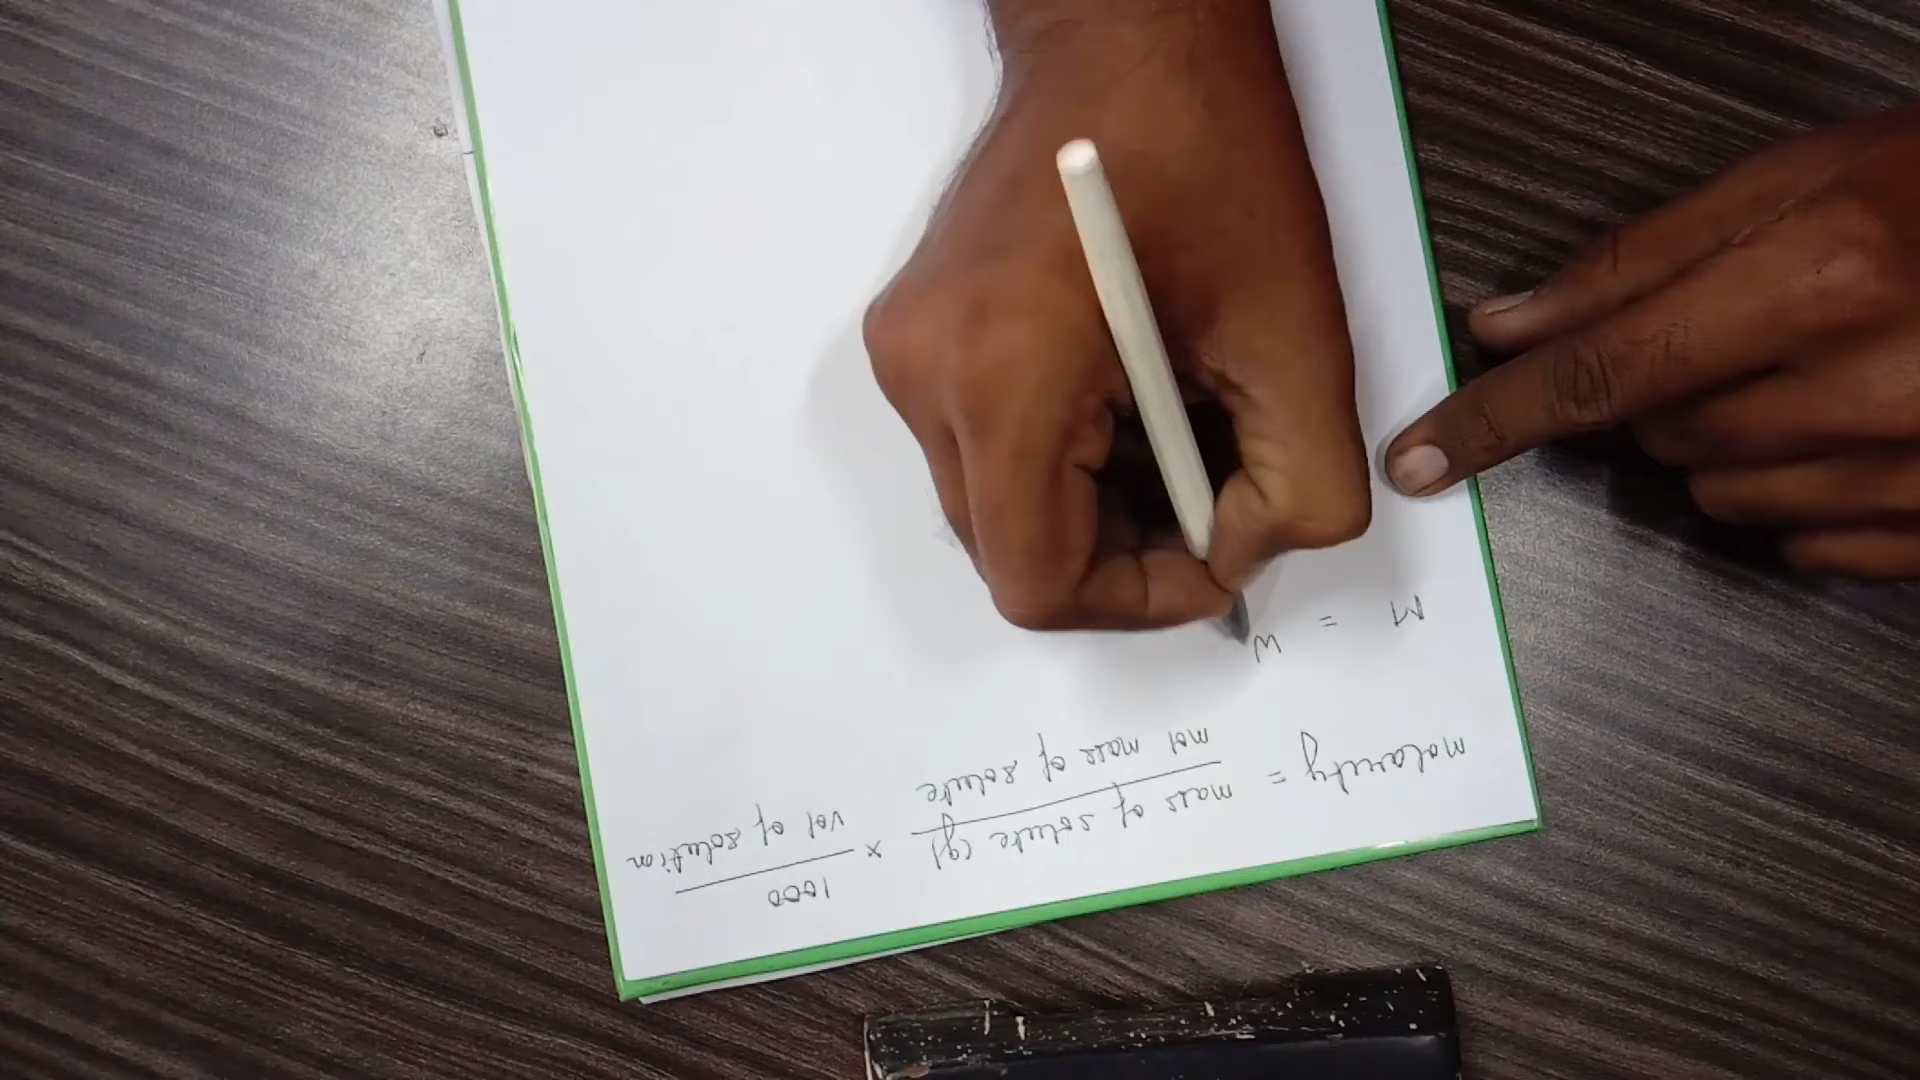 molarity = mass of solute (g) / mol mass of solute × 1000 / vol of solution
M = W